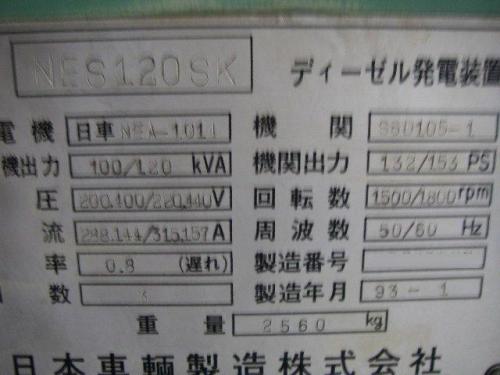 NES120SK ディーゼル発電装置
電機 日車 NEA-101 機関 S6D105-1
機出力 100/120 kVA 機関出力 132/153 PS
圧 200,400/220,440 V 回転数 1500/1800 rpm
流 288,144/315,157 A 周波数 50/60 Hz
率 0.8 (遅れ) 製造番号
数 3 製造年月 93-1
重量 2560 kg
日本車輌製造株式会社